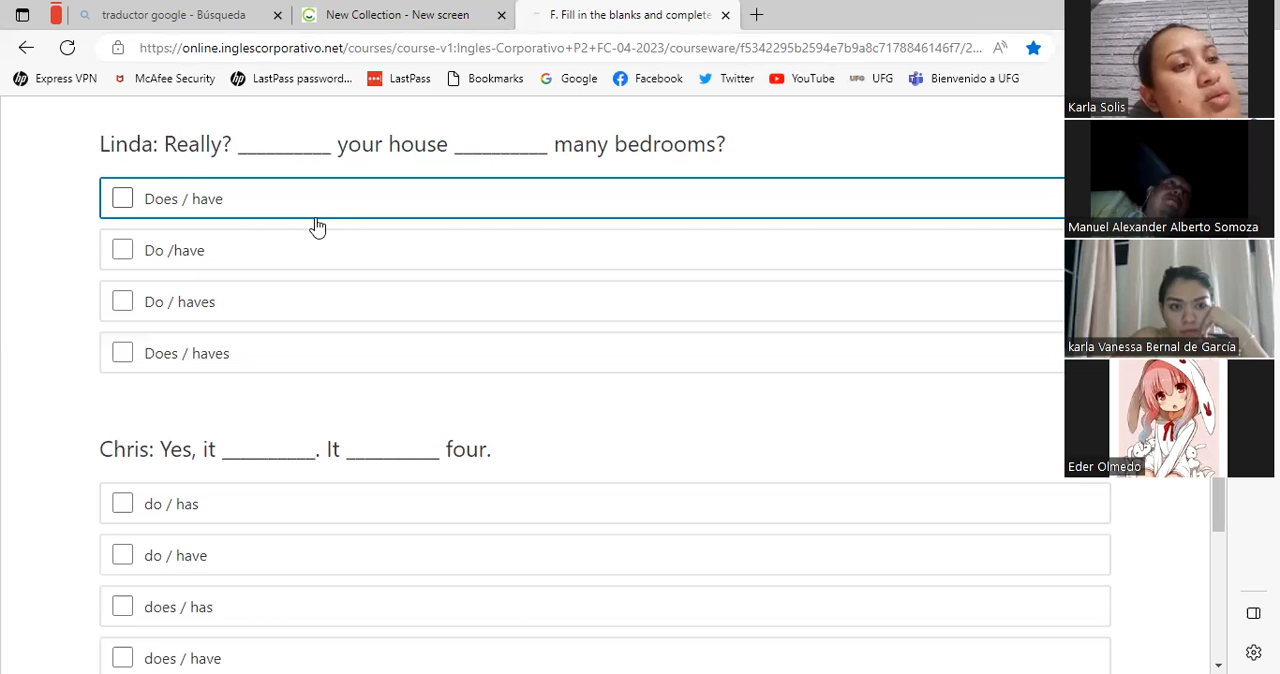 traductor google - Búsqueda
New Collection - New screen
F. Fill in the blanks and complete
https://online.inglescorporativo.net/courses/course-v1:Ingles-Corporativo+P2+FC-04-2023/courseware/f5342295b2594e7b9a8c7178846146f7/2...
Express VPN
McAfee Security
LastPass password...
LastPass
Bookmarks
Google
Facebook
Twitter
YouTube
UFG
Bienvenido a UFG
Linda: Really? __________ your house __________ many bedrooms?
Does / have
Do /have
Do / haves
Does / haves
Chris: Yes, it __________. It __________ four.
do / has
do / have
does / has
does / have
Karla Solis
Manuel Alexander Alberto Somoza
karla Vanessa Bernal de García
Eder Olmedo